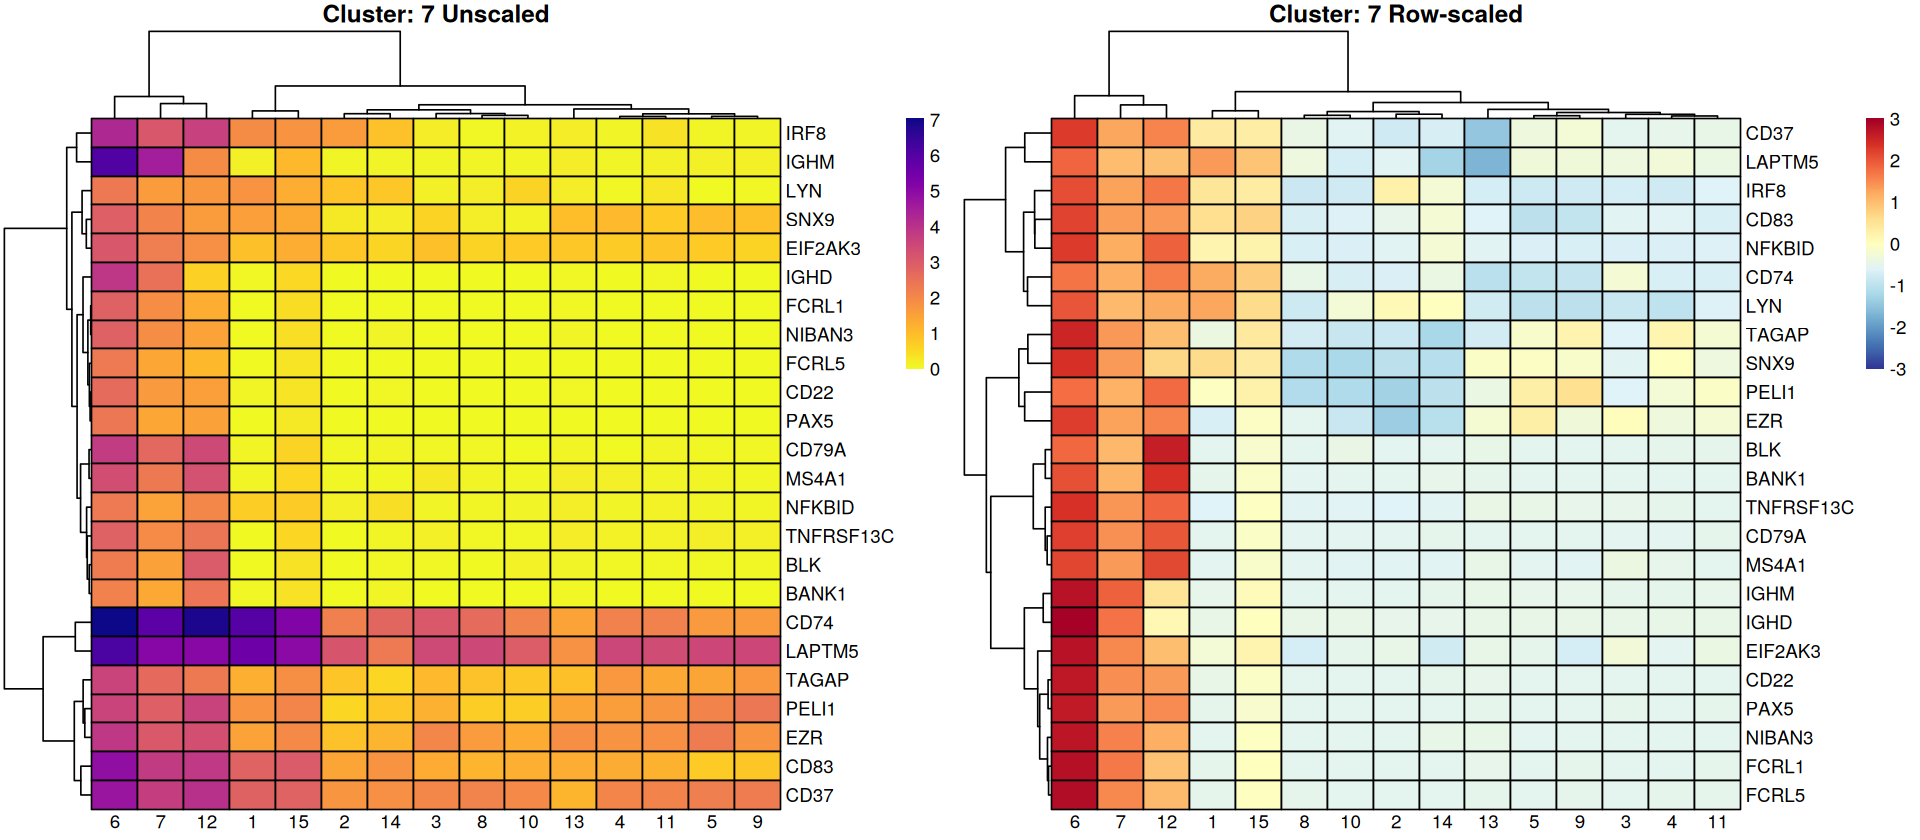 Cluster: 7 Unscaled
IRF8
IGHM
LYN
SNX9
EIF2AK3
IGHD
FCRL1
NIBAN3
FCRL5
CD22
PAX5
CD79A
MS4A1
NFKBID
TNFRSF13C
BLK
BANK1
CD74
LAPTM5
TAGAP
PELI1
EZR
CD83
CD37
6 7 12 1 15 2 14 3 8 10 13 4 11 5 9
7
6
5
4
3
2
1
0
Cluster: 7 Row-scaled
CD37
LAPTM5
IRF8
CD83
NFKBID
CD74
LYN
TAGAP
SNX9
PELI1
EZR
BLK
BANK1
TNFRSF13C
CD79A
MS4A1
IGHM
IGHD
EIF2AK3
CD22
PAX5
NIBAN3
FCRL1
FCRL5
6 7 12 1 15 8 10 2 14 13 5 9 3 4 11
3
2
1
0
-1
-2
-3